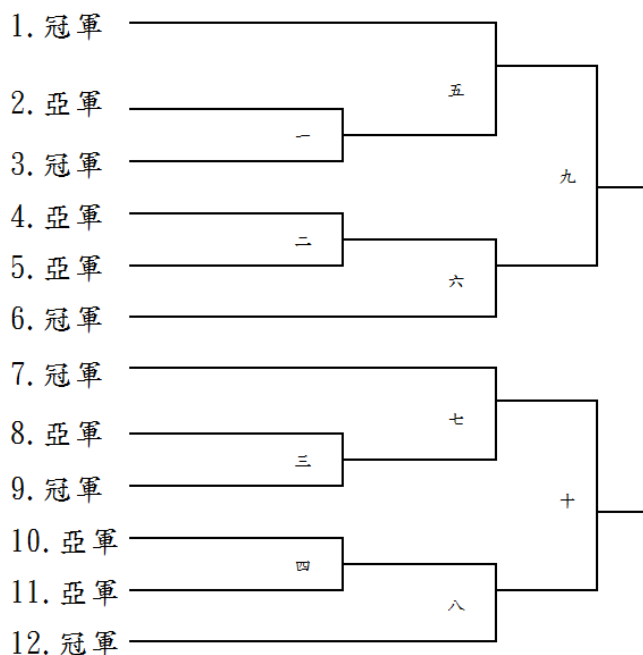 1.冠軍
五
2.亞軍
一
3.冠軍
九
4.亞軍
二
5.亞軍
六
6.冠軍
7.冠軍
七
8.亞軍
三
9.冠軍
十
10.亞軍
四
11.亞軍
八
12.冠軍